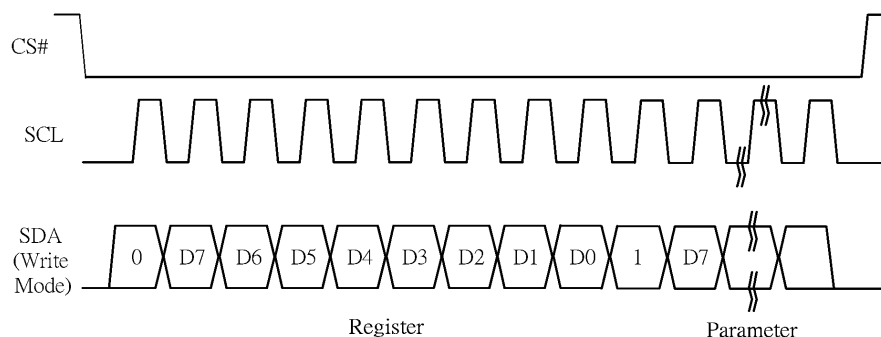 CS#
SCL
SDA
(Write
Mode)
0 D7 D6 D5 D4 D3 D2 D1 D0 1 D7
Register Parameter